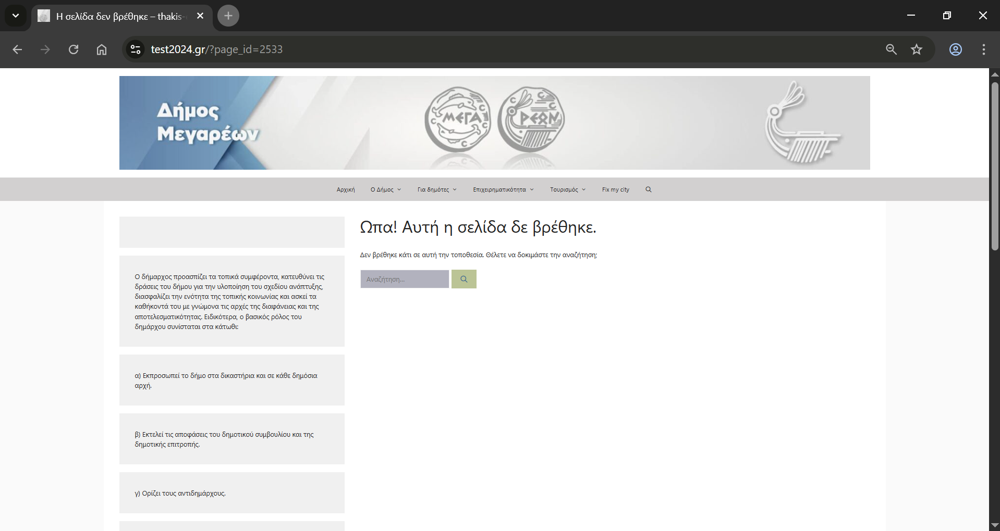 Η σελίδα δεν βρέθηκε – thakis-
test2024.gr/?page_id=2533
Δήμος
Μεγαρέων
ΜΕΓΑ
ΡΕΩΝ
Αρχική
Ο Δήμος
Για δημότες
Επιχειρηματικότητα
Τουρισμός
Fix my city
Ωπα! Αυτή η σελίδα δε βρέθηκε.
Δεν βρέθηκε κάτι σε αυτή την τοποθεσία. Θέλετε να δοκιμάστε την αναζήτηση;
Αναζήτηση...
Ο δήμαρχος προασπίζει τα τοπικά συμφέροντα, κατευθύνει τις
δράσεις του δήμου για την υλοποίηση του σχεδίου ανάπτυξης,
διασφαλίζει την ενότητα της τοπικής κοινωνίας και ασκεί τα
καθήκοντά του με γνώμονα τις αρχές της διαφάνειας και της
αποτελεσματικότητας. Ειδικότερα, ο βασικός ρόλος του
δημάρχου συνίσταται στα κάτωθι:
α) Εκπροσωπεί το δήμο στα δικαστήρια και σε κάθε δημόσια
αρχή.
β) Εκτελεί τις αποφάσεις του δημοτικού συμβουλίου και της
δημοτικής επιτροπής.
γ) Ορίζει τους αντιδημάρχους.